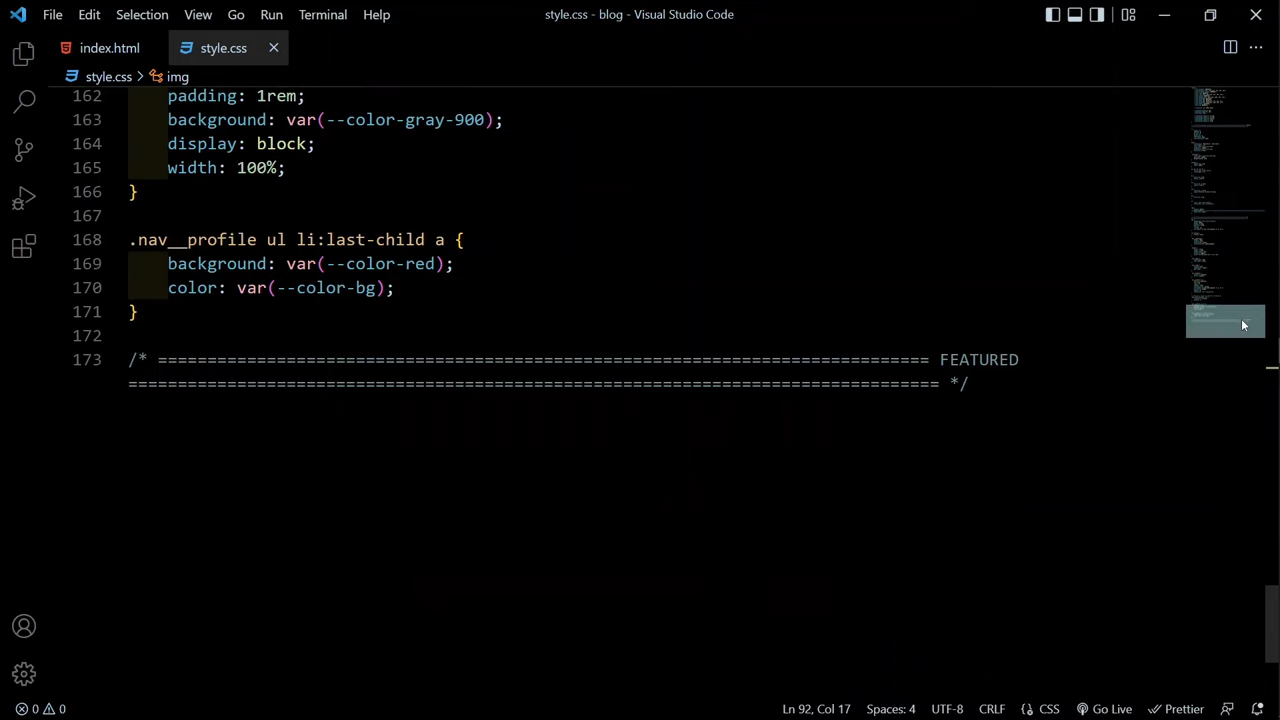 File Edit Selection View Go Run Terminal Help style.css - blog - Visual Studio Code
index.html style.css
style.css > img
162 padding: 1rem;
163 background: var(--color-gray-900);
164 display: block;
165 width: 100%;
166 }
167
168 .nav__profile ul li:last-child a {
169 background: var(--color-red);
170 color: var(--color-bg);
171 }
172
173 /* ============================================================================== FEATURED
================================================================================== */
0 0 Ln 92, Col 17 Spaces: 4 UTF-8 CRLF {} CSS Go Live Prettier